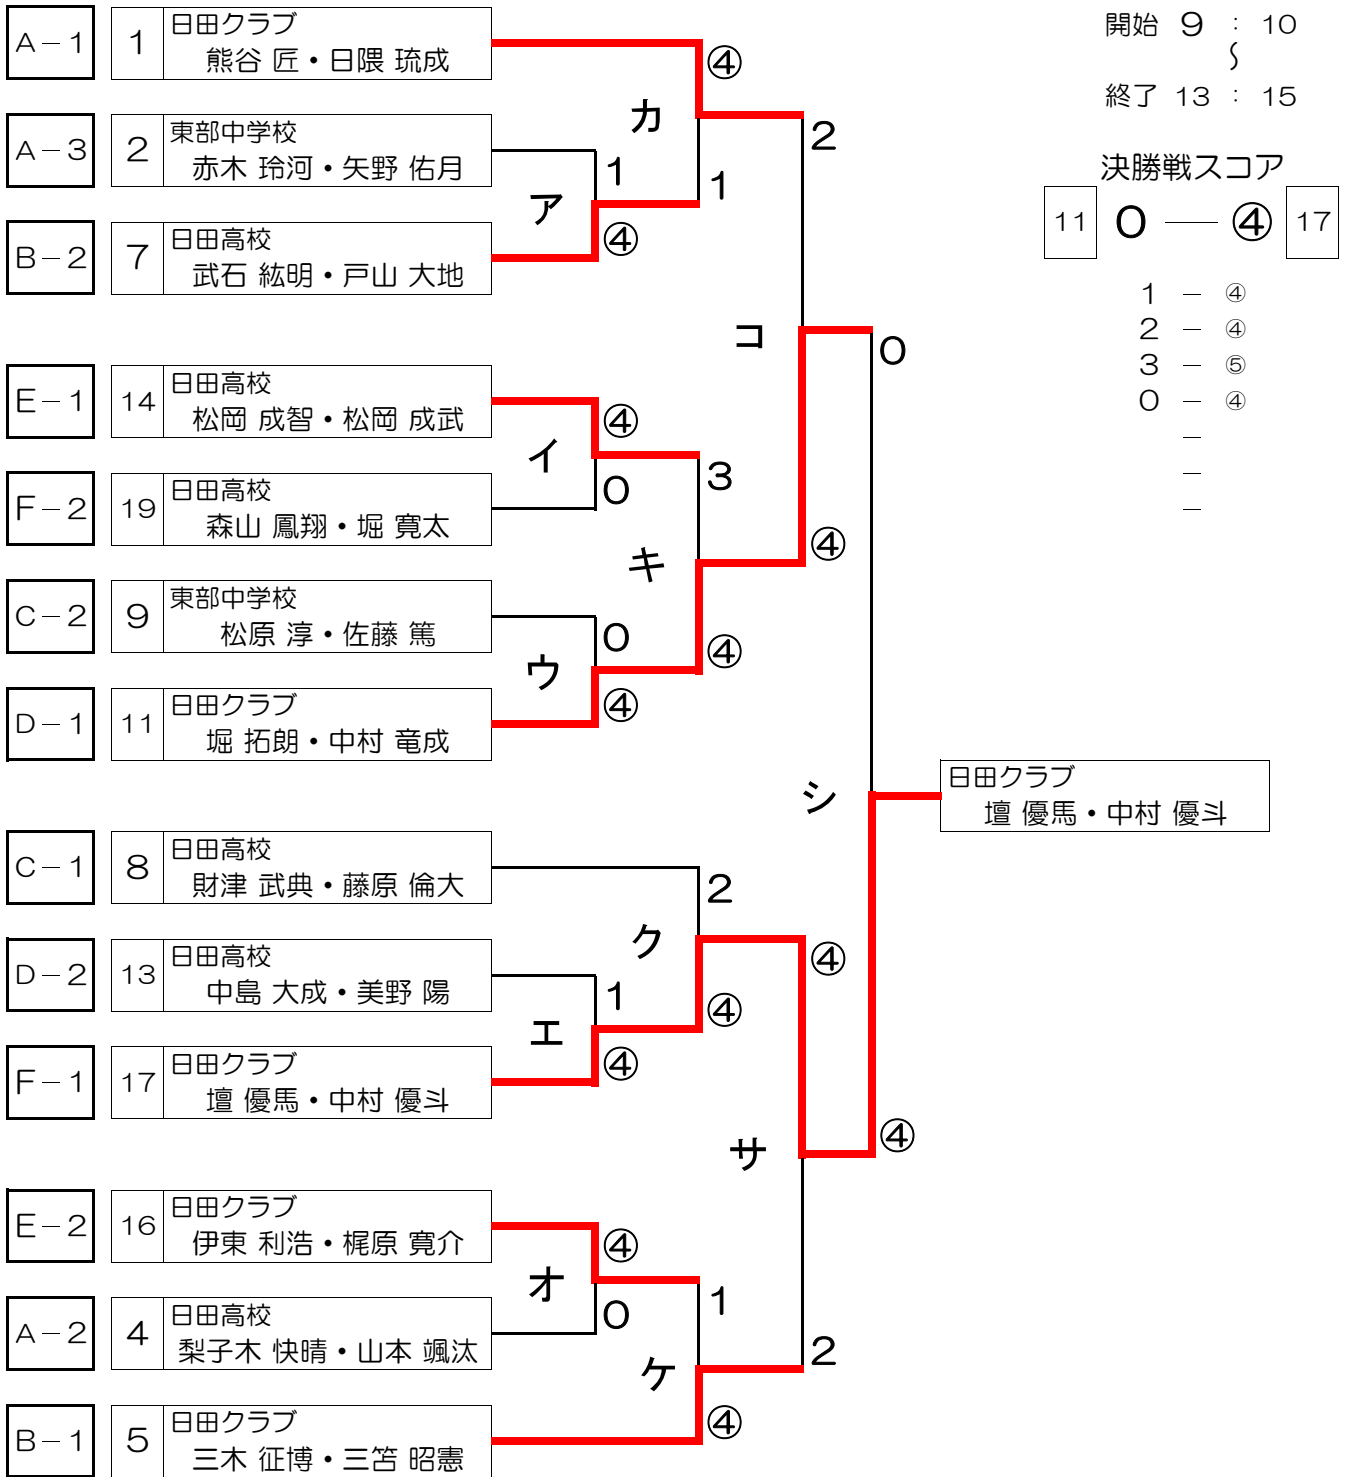 A－1 1 日田クラブ
熊谷 匠・日隈 琉成
A－3 2 東部中学校
赤木 玲河・矢野 佑月
B－2 7 日田高校
武石 紘明・戸山 大地
E－1 14 日田高校
松岡 成智・松岡 成武
F－2 19 日田高校
森山 鳳翔・堀 寛太
C－2 9 東部中学校
松原 淳・佐藤 篤
D－1 11 日田クラブ
堀 拓朗・中村 竜成
C－1 8 日田高校
財津 武典・藤原 倫大
D－2 13 日田高校
中島 大成・美野 陽
F－1 17 日田クラブ
壇 優馬・中村 優斗
E－2 16 日田クラブ
伊東 利浩・梶原 寛介
A－2 4 日田高校
梨子木 快晴・山本 颯汰
B－1 5 日田クラブ
三木 征博・三笘 昭憲
ア
1
④
イ
④
0
ウ
0
④
エ
1
④
オ
④
0
カ
④
1
キ
3
④
ク
2
④
ケ
1
④
コ
2
④
サ
④
2
シ
0
④
日田クラブ
壇 優馬・中村 優斗
開始 9 : 10
〜
終了 13 : 15
決勝戦スコア
11 0 — ④ 17
1 － ④
2 － ④
3 － ⑤
0 － ④
－
－
－